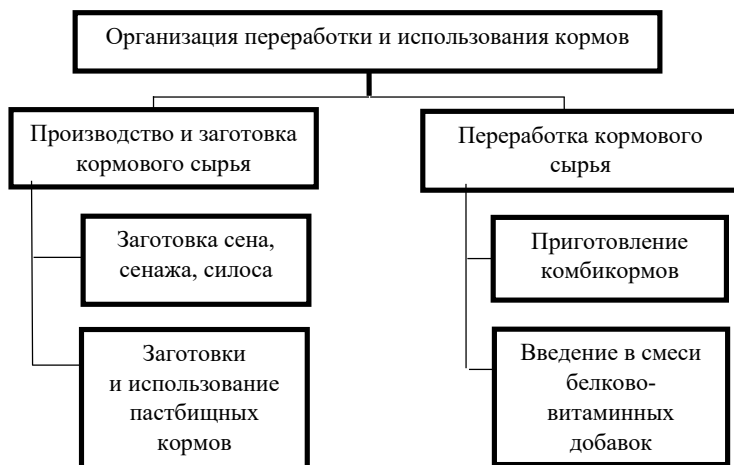 Организация переработки и использования кормов
Производство и заготовка
кормового сырья
Переработка кормового
сырья
Заготовка сена,
сенажа, силоса
Приготовление
комбикормов
Заготовки
и использование
пастбищных
кормов
Введение в смеси
белково-
витаминных
добавок